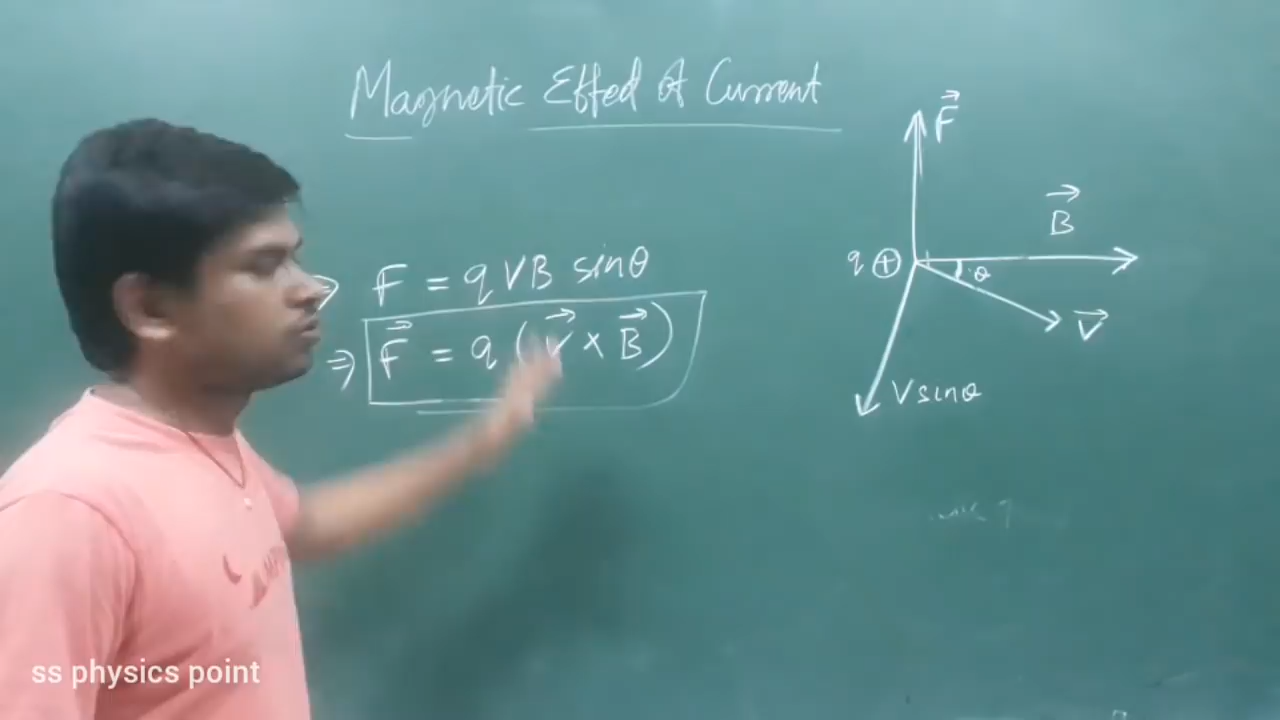 Magnetic Effect Of Current
F = qVB sinθ
⇒ F⃗ = q (V⃗ × B⃗)
F⃗
B⃗
q ⊕
θ
V⃗
V sinθ
ss physics point